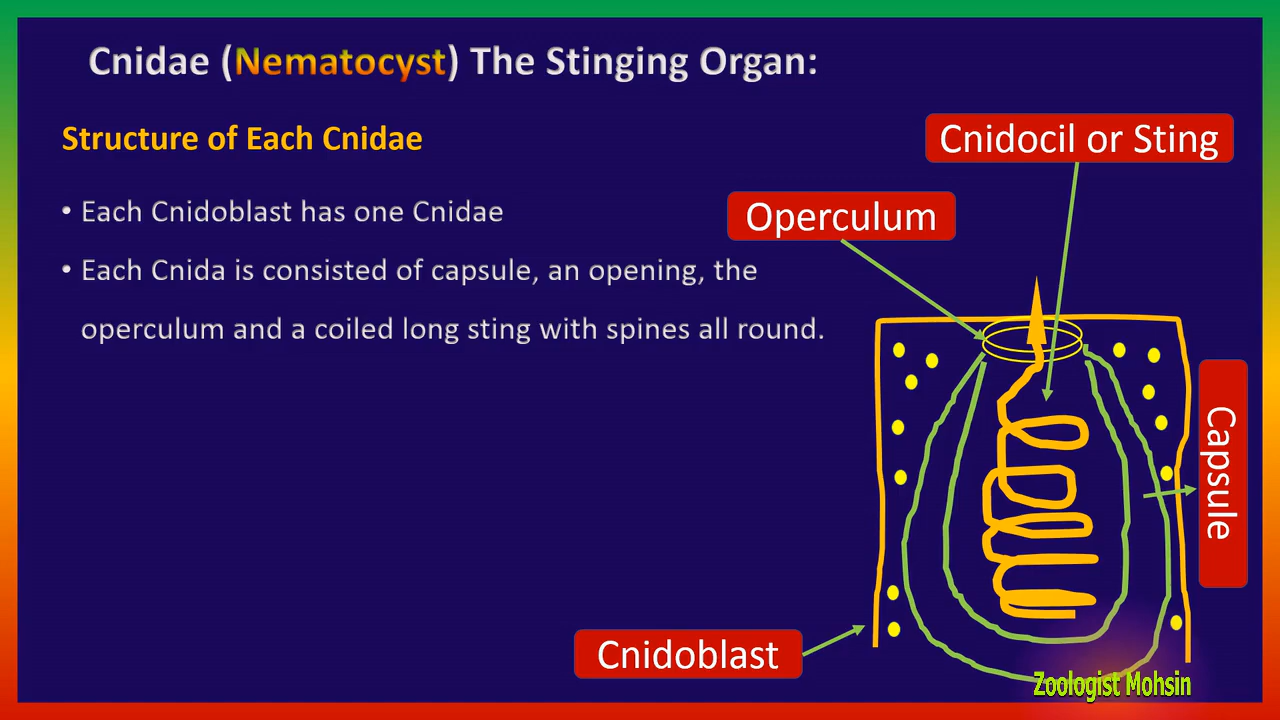 Cnidae (Nematocyst) The Stinging Organ:
Structure of Each Cnidae
• Each Cnidoblast has one Cnidae
• Each Cnida is consisted of capsule, an opening, the
operculum and a coiled long sting with spines all round.
Cnidocil or Sting
Operculum
Capsule
Cnidoblast
Zoologist Mohsin